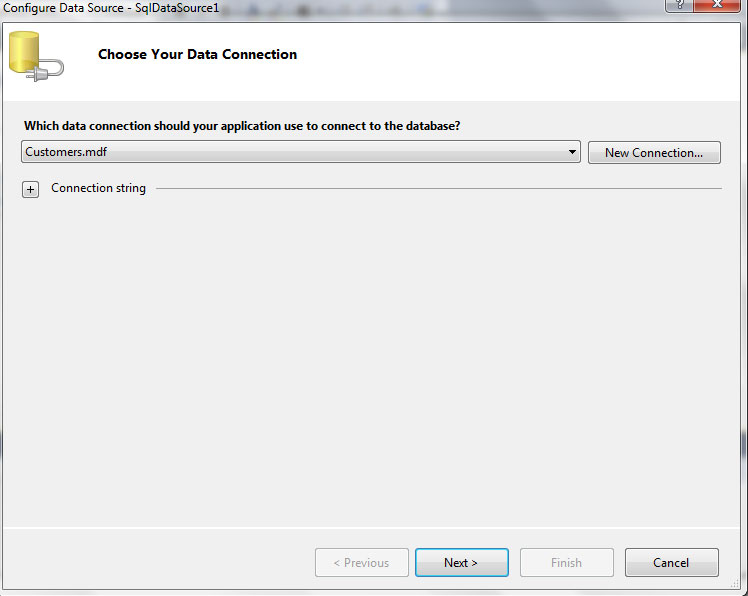 Configure Data Source - SqlDataSource1
?
Choose Your Data Connection
Which data connection should your application use to connect to the database?
Customers.mdf
New Connection...
+ Connection string
< Previous
Next >
Finish
Cancel